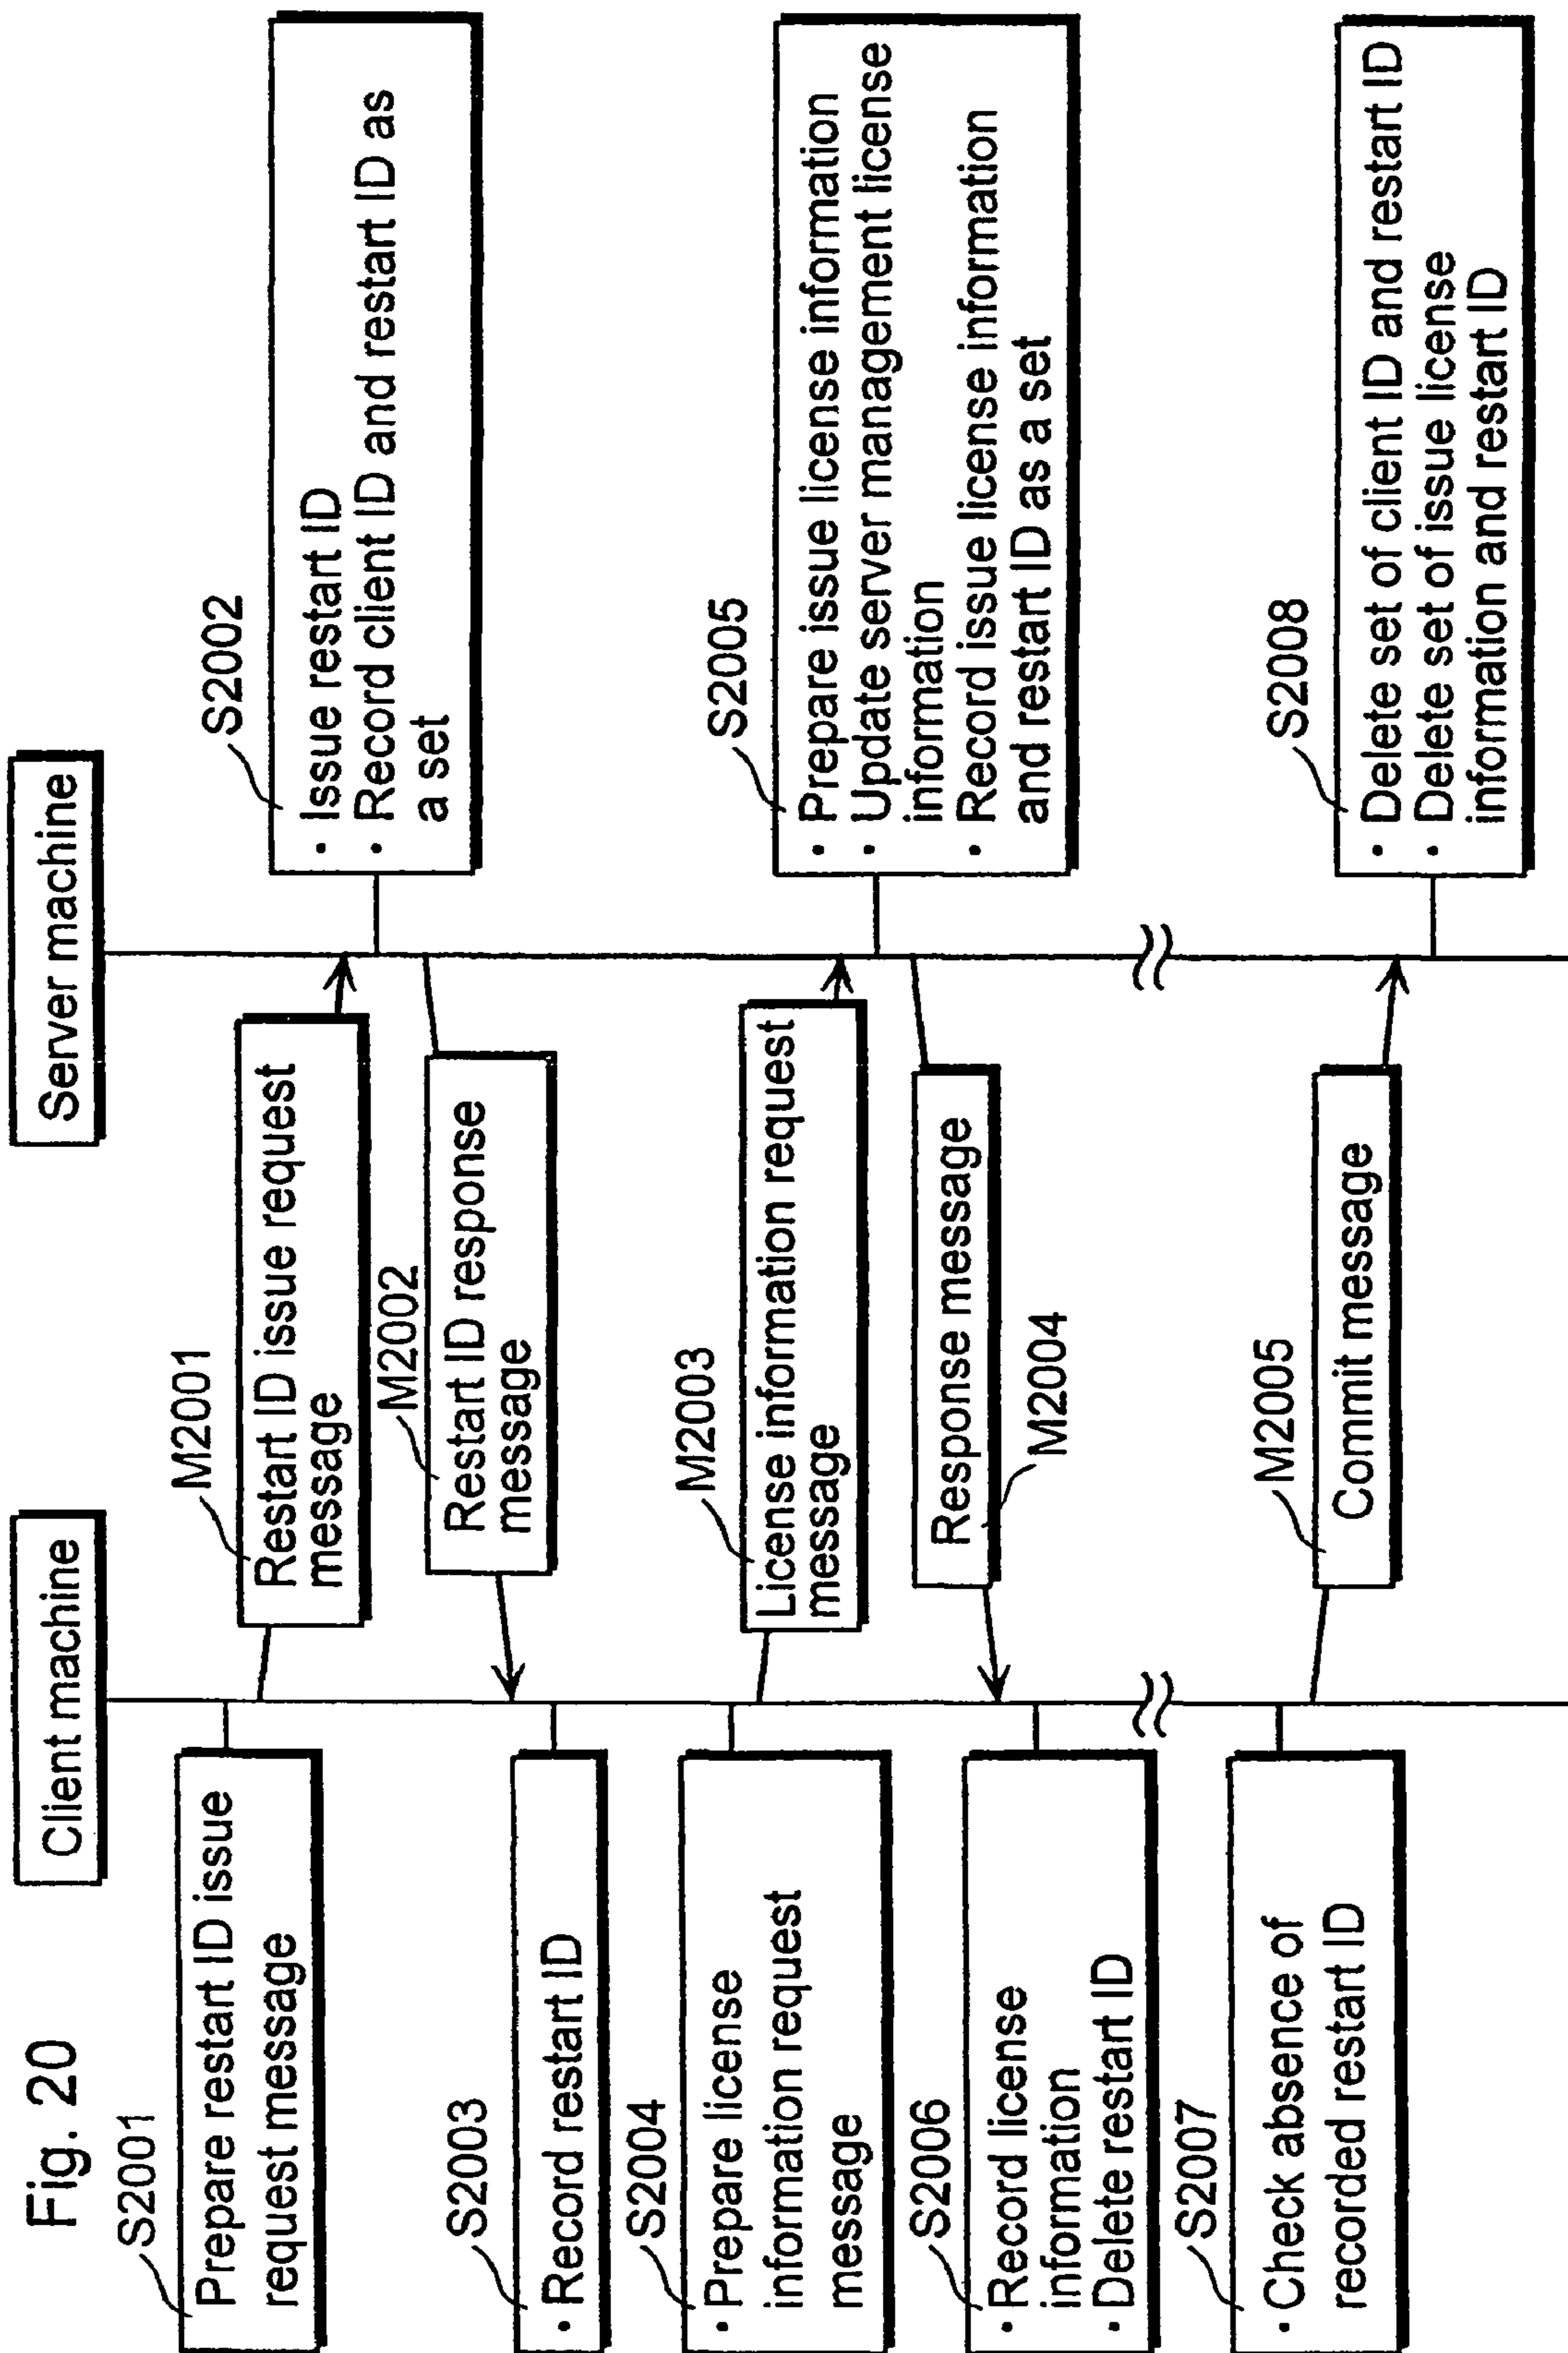 Fig. 20
Client machine
Server machine
S2001
Prepare restart ID issue
request message
M2001
Restart ID issue request
message
S2002
· Issue restart ID
· Record client ID and restart ID as
a set
M2002
Restart ID response
message
S2003
· Record restart ID
S2004
· Prepare license
information request
message
M2003
License information request
message
S2005
· Prepare issue license information
· Update server management license
information
· Record issue license information
and restart ID as a set
Response message
M2004
S2006
· Record license
information
· Delete restart ID
S2007
· Check absence of
recorded restart ID
M2005
Commit message
S2008
· Delete set of client ID and restart ID
· Delete set of issue license
information and restart ID